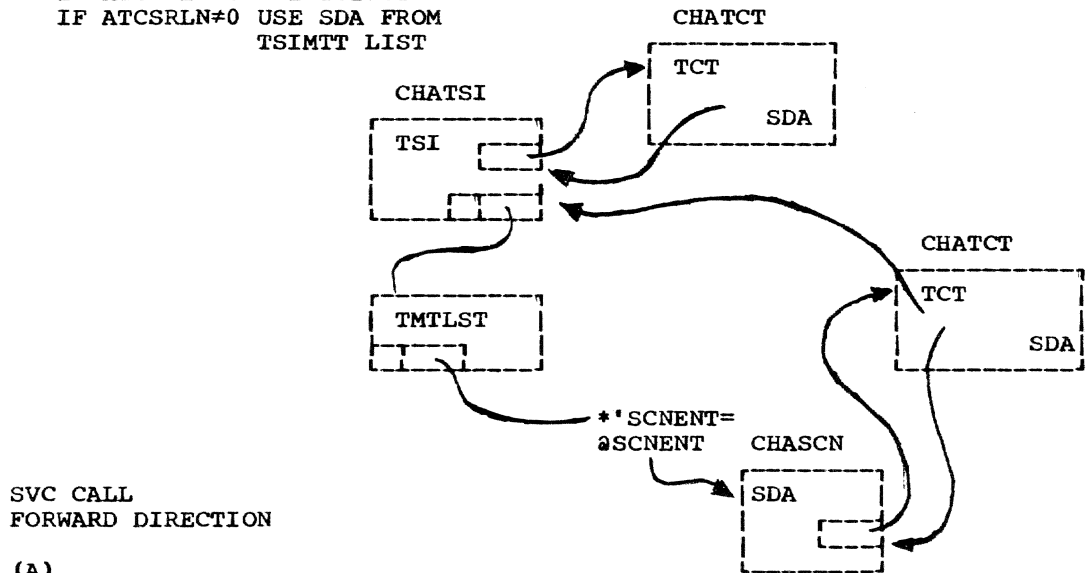 IF ATCSRLN≠0 USE SDA FROM
TSIMTT LIST
CHATCT
TCT
SDA
CHATSI
TSI
CHATCT
TCT
SDA
TMTLST
*'SCNENT=
@SCNENT
CHASCN
SDA
SVC CALL
FORWARD DIRECTION
(A)